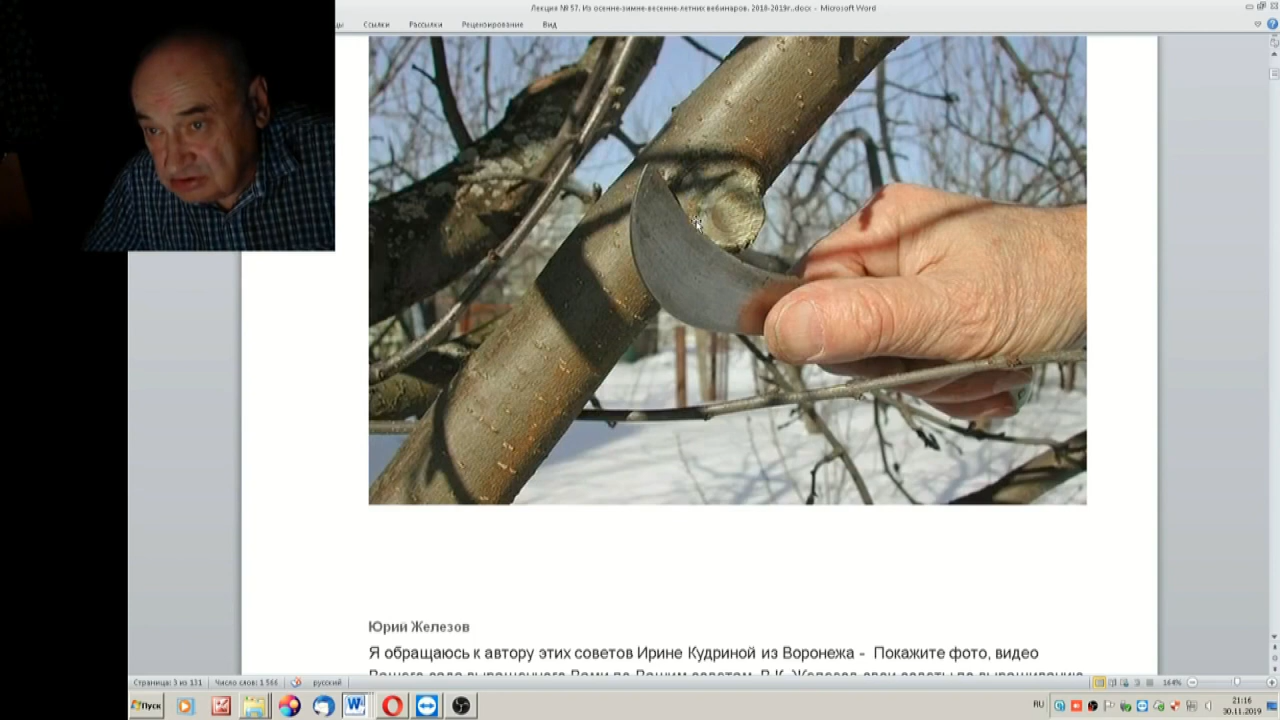 Лекция № 57. Из осенне-зимне-весенне-летних вебинаров. 2018-2019г..docx - Microsoft Word
Ссылки Рассылки Рецензирование Вид
Юрий Железов
Я обращаюсь к автору этих советов Ирине Кудриной из Воронежа - Покажите фото, видео
Страница: 3 из 131 Число слов: 1 566 русский 164%
Пуск RU 21:16
30.11.2019